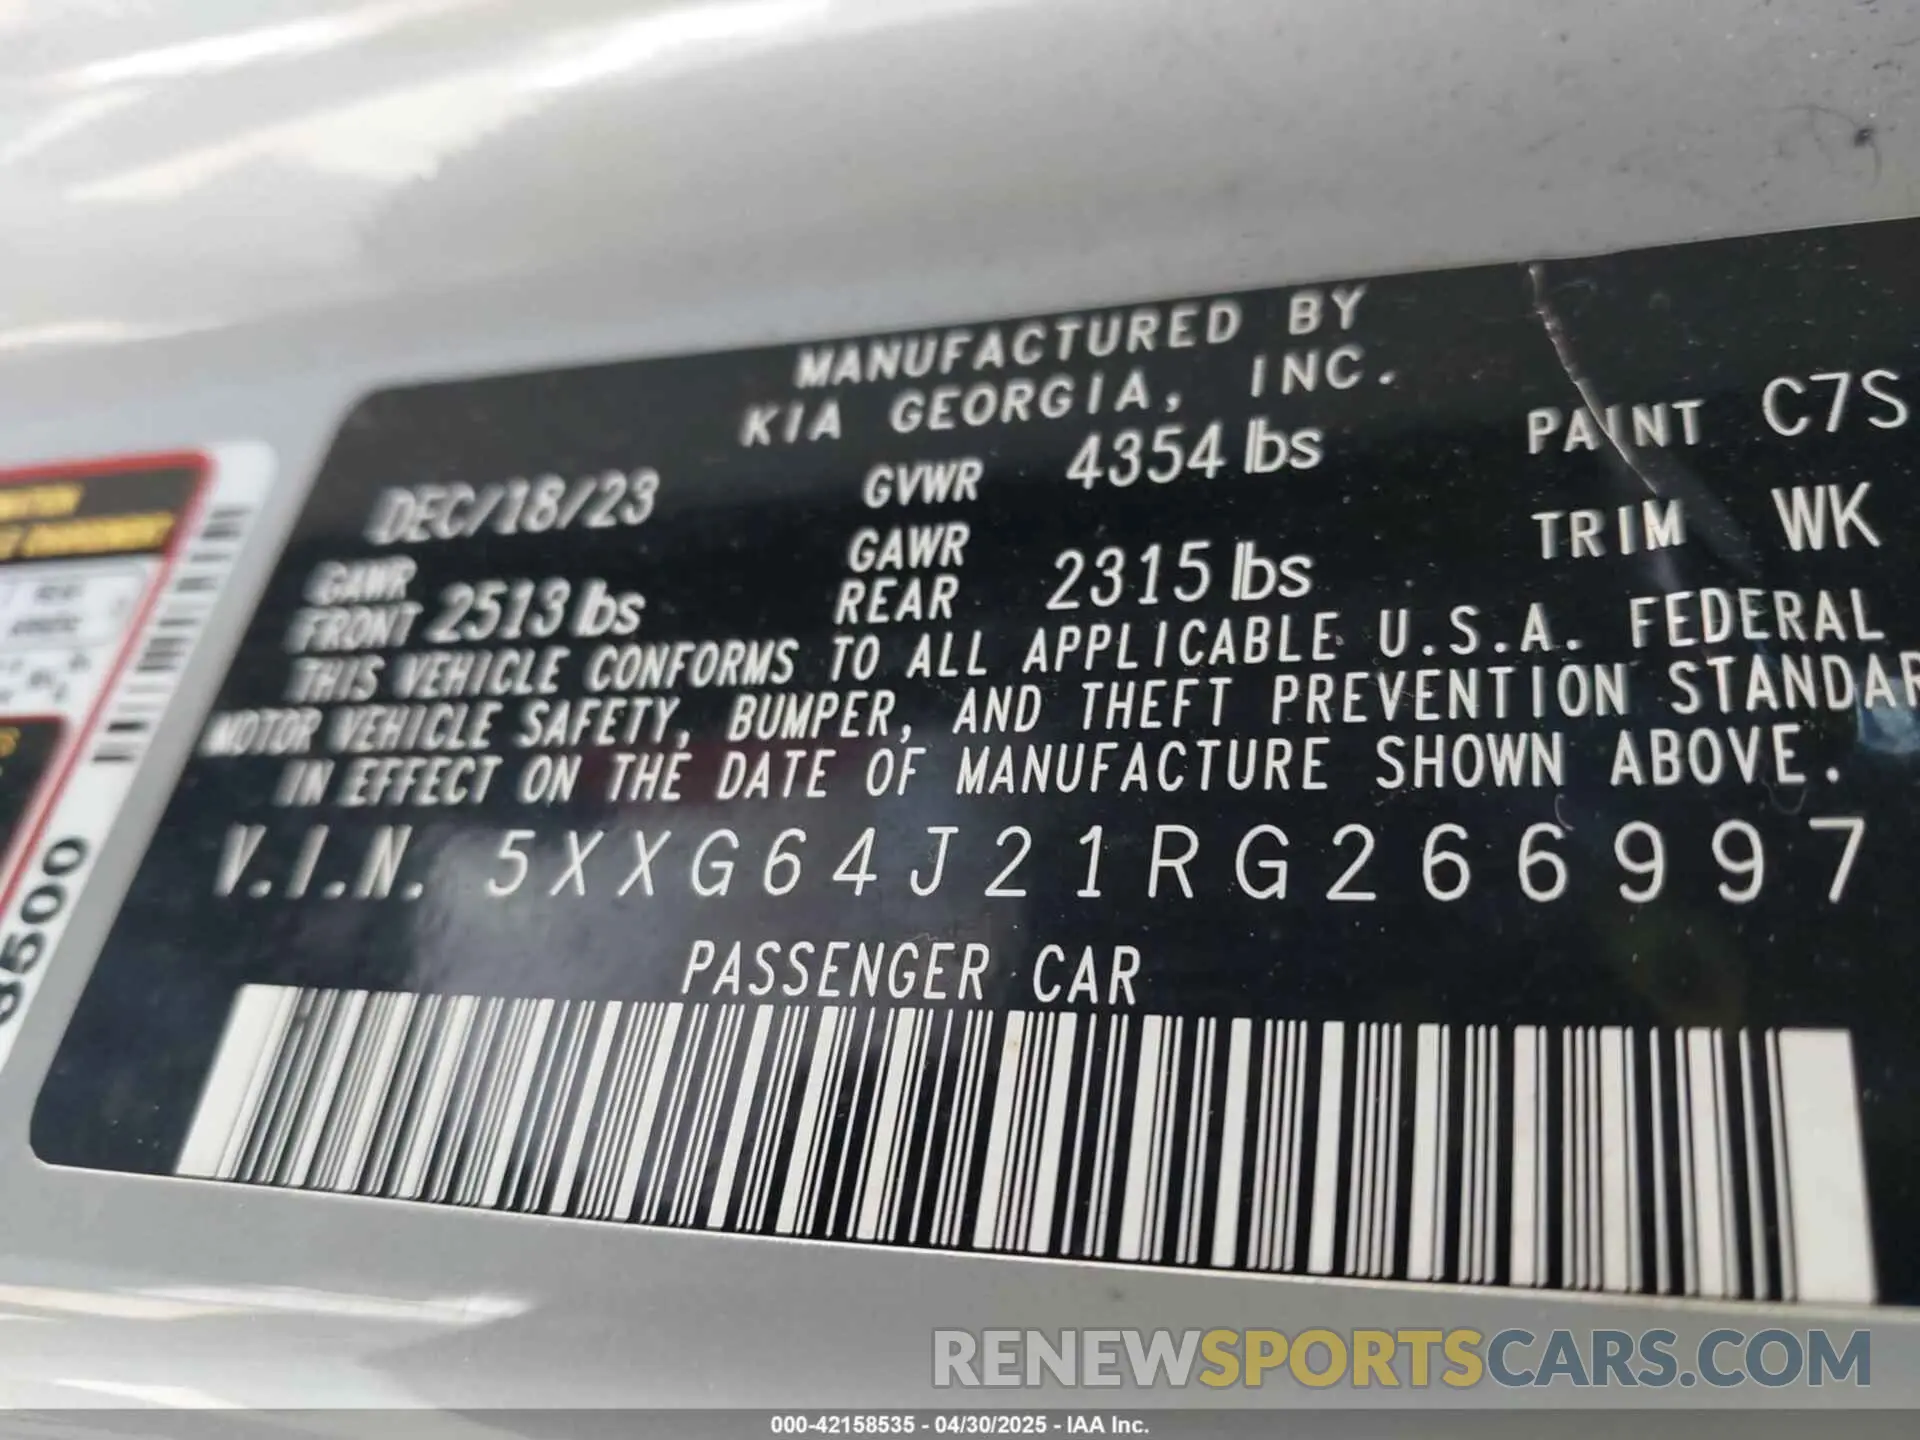 MANUFACTURED BY
KIA GEORGIA, INC.
DEC/18/23 GVWR 4354 lbs PAINT C7S
GAWR FRONT 2513 lbs GAWR REAR 2315 lbs TRIM WK
THIS VEHICLE CONFORMS TO ALL APPLICABLE U.S.A. FEDERAL
MOTOR VEHICLE SAFETY, BUMPER, AND THEFT PREVENTION STANDAR
IN EFFECT ON THE DATE OF MANUFACTURE SHOWN ABOVE.
V.I.N. 5XXG64J21RG266997
PASSENGER CAR
8500
RENEWSPORTSCARS.COM
000-42158535 - 04/30/2025 - IAA Inc.